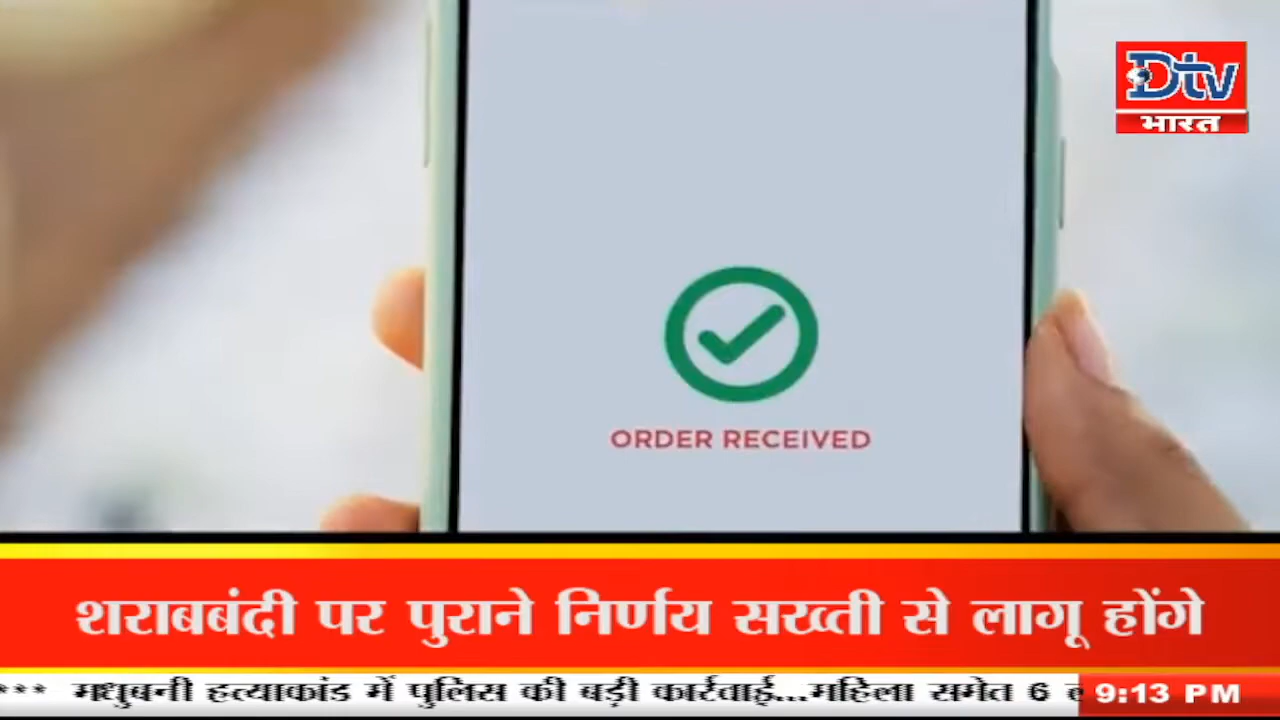 Dtv
भारत
ORDER RECEIVED
शराबबंदी पर पुराने निर्णय सख्ती से लागू होंगे
*** मधुबनी हत्याकांड में पुलिस की बड़ी कार्रवाई...महिला समेत 6
9:13 PM